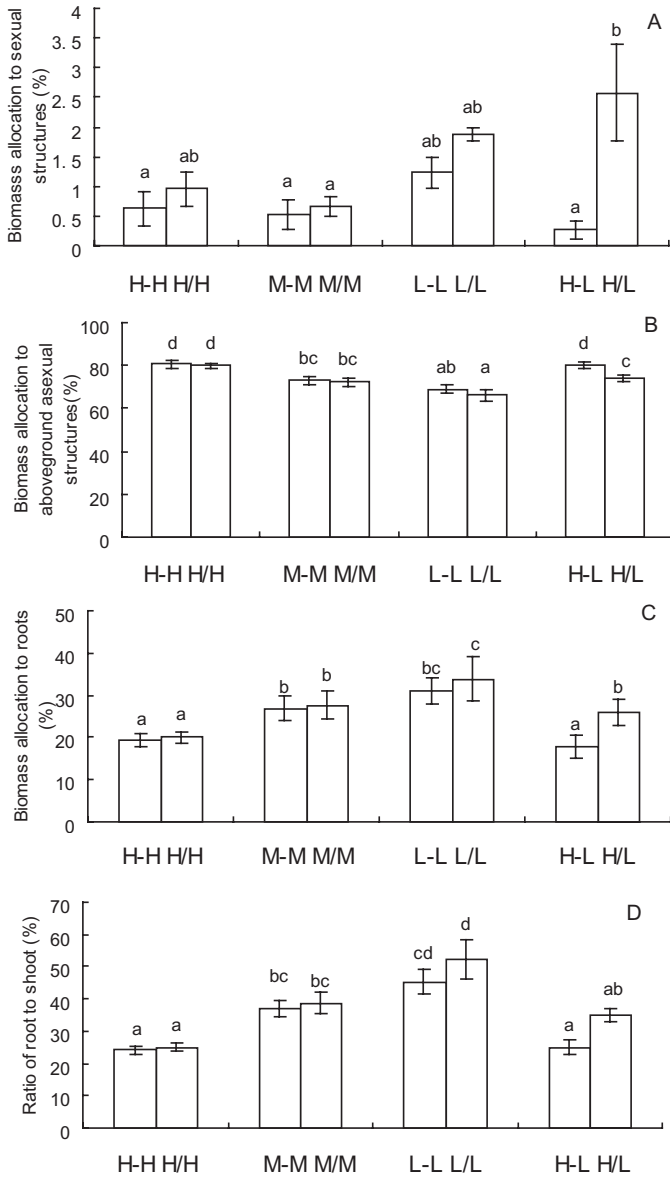 A
Biomasss allocation to sexual
structures (%)
4
3.5
3
2.5
2
1.5
1
0.5
0
a ab a a ab ab a b
H-H H/H M-M M/M L-L L/L H-L H/L
B
Biomass allocation to
aboveground asexual
structures(%)
100
80
60
40
20
0
d d bc bc ab a d c
H-H H/H M-M M/M L-L L/L H-L H/L
C
Biomass allocation to roots
(%)
50
40
30
20
10
0
a a b b bc c a b
H-H H/H M-M M/M L-L L/L H-L H/L
D
Ratio of root to shoot (%)
70
60
50
40
30
20
10
0
a a bc bc cd d a ab
H-H H/H M-M M/M L-L L/L H-L H/L